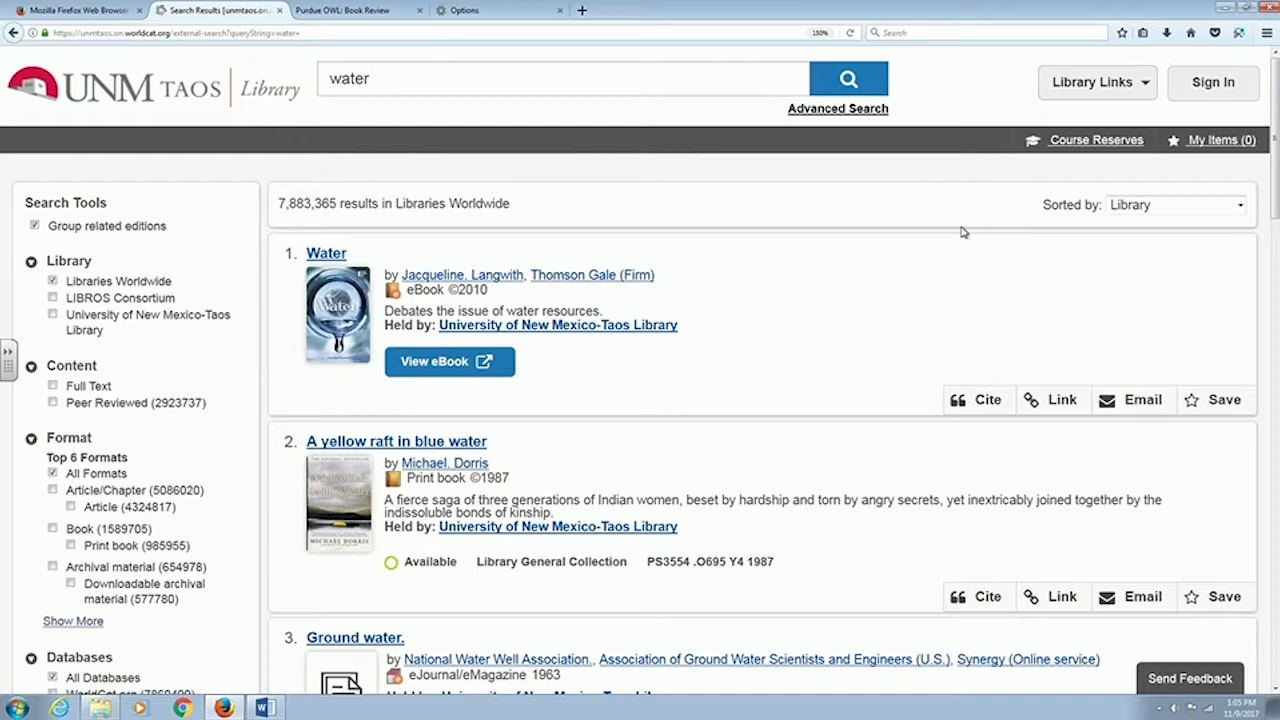 Mozilla Firefox Web Browser
Search Results [unmtaos.on...
Purdue OWL: Book Review
Options
https://unmtaos.on.worldcat.org/external-search?queryString=water+
150%
Search
UNM TAOS Library
water
Advanced Search
Library Links
Sign In
Course Reserves
My Items (0)
Search Tools
Group related editions
Library
Libraries Worldwide
LIBROS Consortium
University of New Mexico-Taos
Library
Content
Full Text
Peer Reviewed (2923737)
Format
Top 6 Formats
All Formats
Article/Chapter (5086020)
Article (4324817)
Book (1589705)
Print book (985955)
Archival material (654978)
Downloadable archival
material (577780)
Show More
Databases
All Databases
7,883,365 results in Libraries Worldwide
Sorted by: Library
1. Water
Water
by Jacqueline. Langwith, Thomson Gale (Firm)
eBook ©2010
Debates the issue of water resources.
Held by: University of New Mexico-Taos Library
View eBook
Cite Link Email Save
2. A yellow raft in blue water
MICHAEL DORRIS
by Michael. Dorris
Print book ©1987
A fierce saga of three generations of Indian women, beset by hardship and torn by angry secrets, yet inextricably joined together by the
indissoluble bonds of kinship.
Held by: University of New Mexico-Taos Library
Available Library General Collection PS3554 .O695 Y4 1987
Cite Link Email Save
3. Ground water.
by National Water Well Association., Association of Ground Water Scientists and Engineers (U.S.), Synergy (Online service)
eJournal/eMagazine 1963
Send Feedback
1:05 PM
11/9/2017